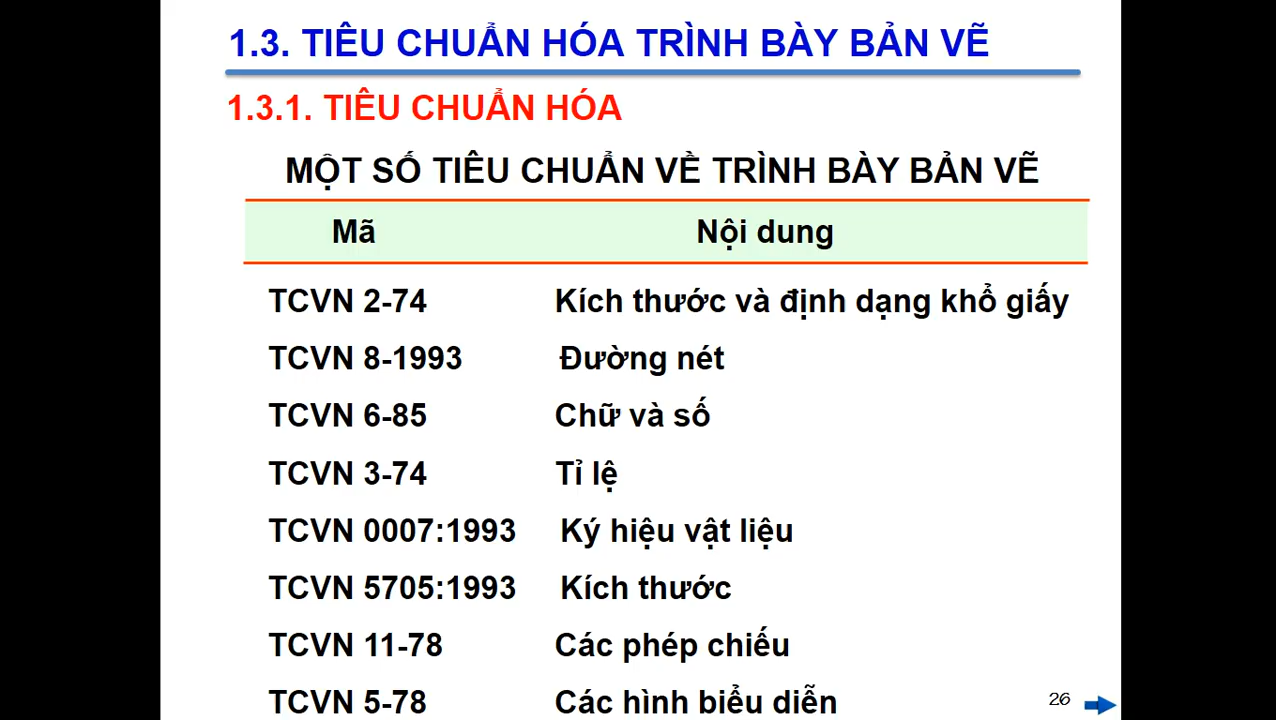 1.3. TIÊU CHUẨN HÓA TRÌNH BÀY BẢN VẼ
1.3.1. TIÊU CHUẨN HÓA
MỘT SỐ TIÊU CHUẨN VỀ TRÌNH BÀY BẢN VẼ
Mã Nội dung
TCVN 2-74 Kích thước và định dạng khổ giấy
TCVN 8-1993 Đường nét
TCVN 6-85 Chữ và số
TCVN 3-74 Tỉ lệ
TCVN 0007:1993 Ký hiệu vật liệu
TCVN 5705:1993 Kích thước
TCVN 11-78 Các phép chiếu
TCVN 5-78 Các hình biểu diễn
26